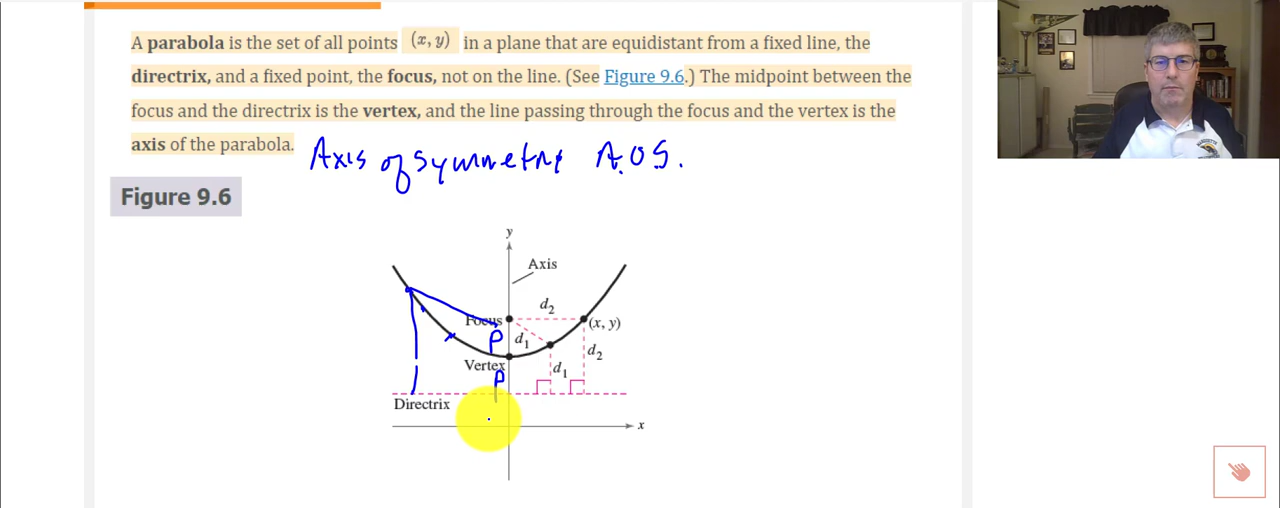 A parabola is the set of all points (x, y) in a plane that are equidistant from a fixed line, the
directrix, and a fixed point, the focus, not on the line. (See Figure 9.6.) The midpoint between the
focus and the directrix is the vertex, and the line passing through the focus and the vertex is the
axis of the parabola.
Axis of symmetry A.O.S.
Figure 9.6
y
Axis
d₂
Focus
(x, y)
P
d₁
d₂
Vertex
d₁
P
Directrix
x